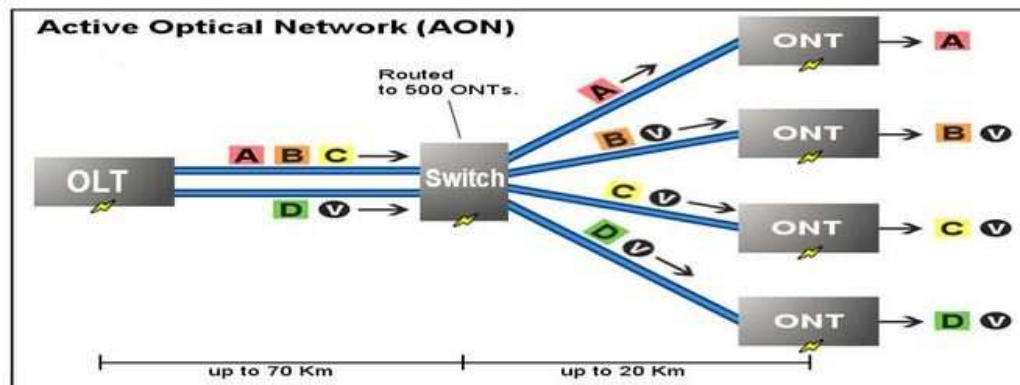 Active Optical Network (AON)
Routed
to 500 ONTs.
OLT
A B C
D V
Switch
A
B V
C V
D V
ONT
A
ONT
B V
ONT
C V
ONT
D V
up to 70 Km
up to 20 Km